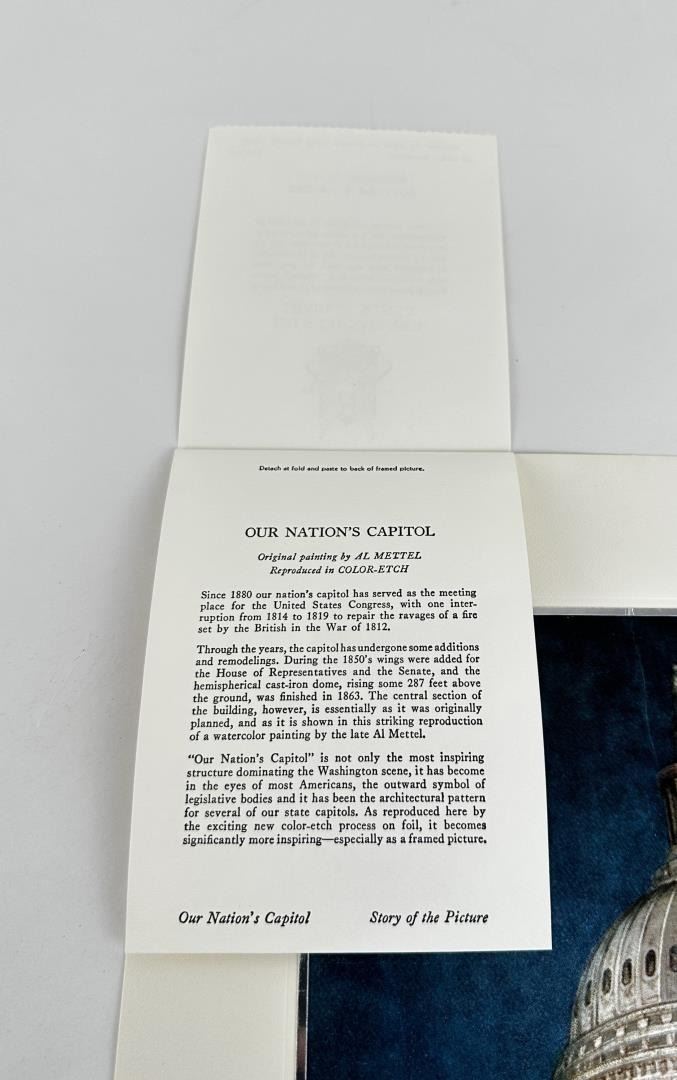 Detach at fold and paste to back of framed picture.
OUR NATION'S CAPITOL
Original painting by AL METTEL
Reproduced in COLOR-ETCH
Since 1880 our nation's capitol has served as the meeting
place for the United States Congress, with one inter-
ruption from 1814 to 1819 to repair the ravages of a fire
set by the British in the War of 1812.
Through the years, the capitol has undergone some additions
and remodelings. During the 1850's wings were added for
the House of Representatives and the Senate, and the
hemispherical cast-iron dome, rising some 287 feet above
the ground, was finished in 1863. The central section of
the building, however, is essentially as it was originally
planned, and as it is shown in this striking reproduction
of a watercolor painting by the late Al Mettel.
"Our Nation's Capitol" is not only the most inspiring
structure dominating the Washington scene, it has become
in the eyes of most Americans, the outward symbol of
legislative bodies and it has been the architectural pattern
for several of our state capitols. As reproduced here by
the exciting new color-etch process on foil, it becomes
significantly more inspiring—especially as a framed picture.
Our Nation's Capitol Story of the Picture